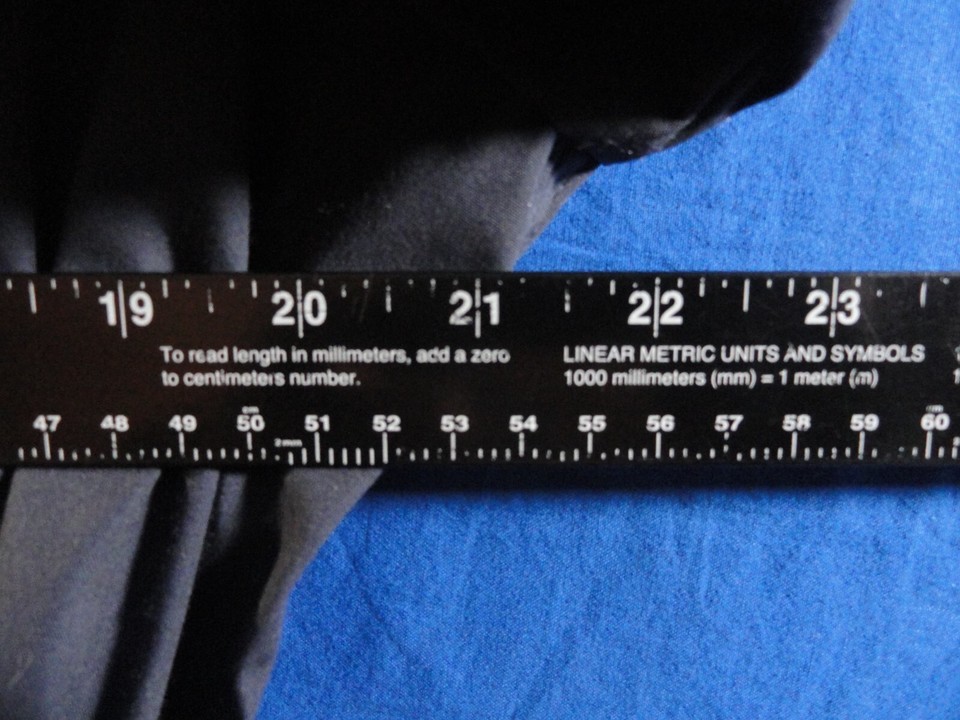 19 20 21 22 23
To read length in millimeters, add a zero
to centimeters number.
LINEAR METRIC UNITS AND SYMBOLS
1000 millimeters (mm) = 1 meter (m)
cm
47 48 49 50 51 52 53 54 55 56 57 58 59 60
2mm